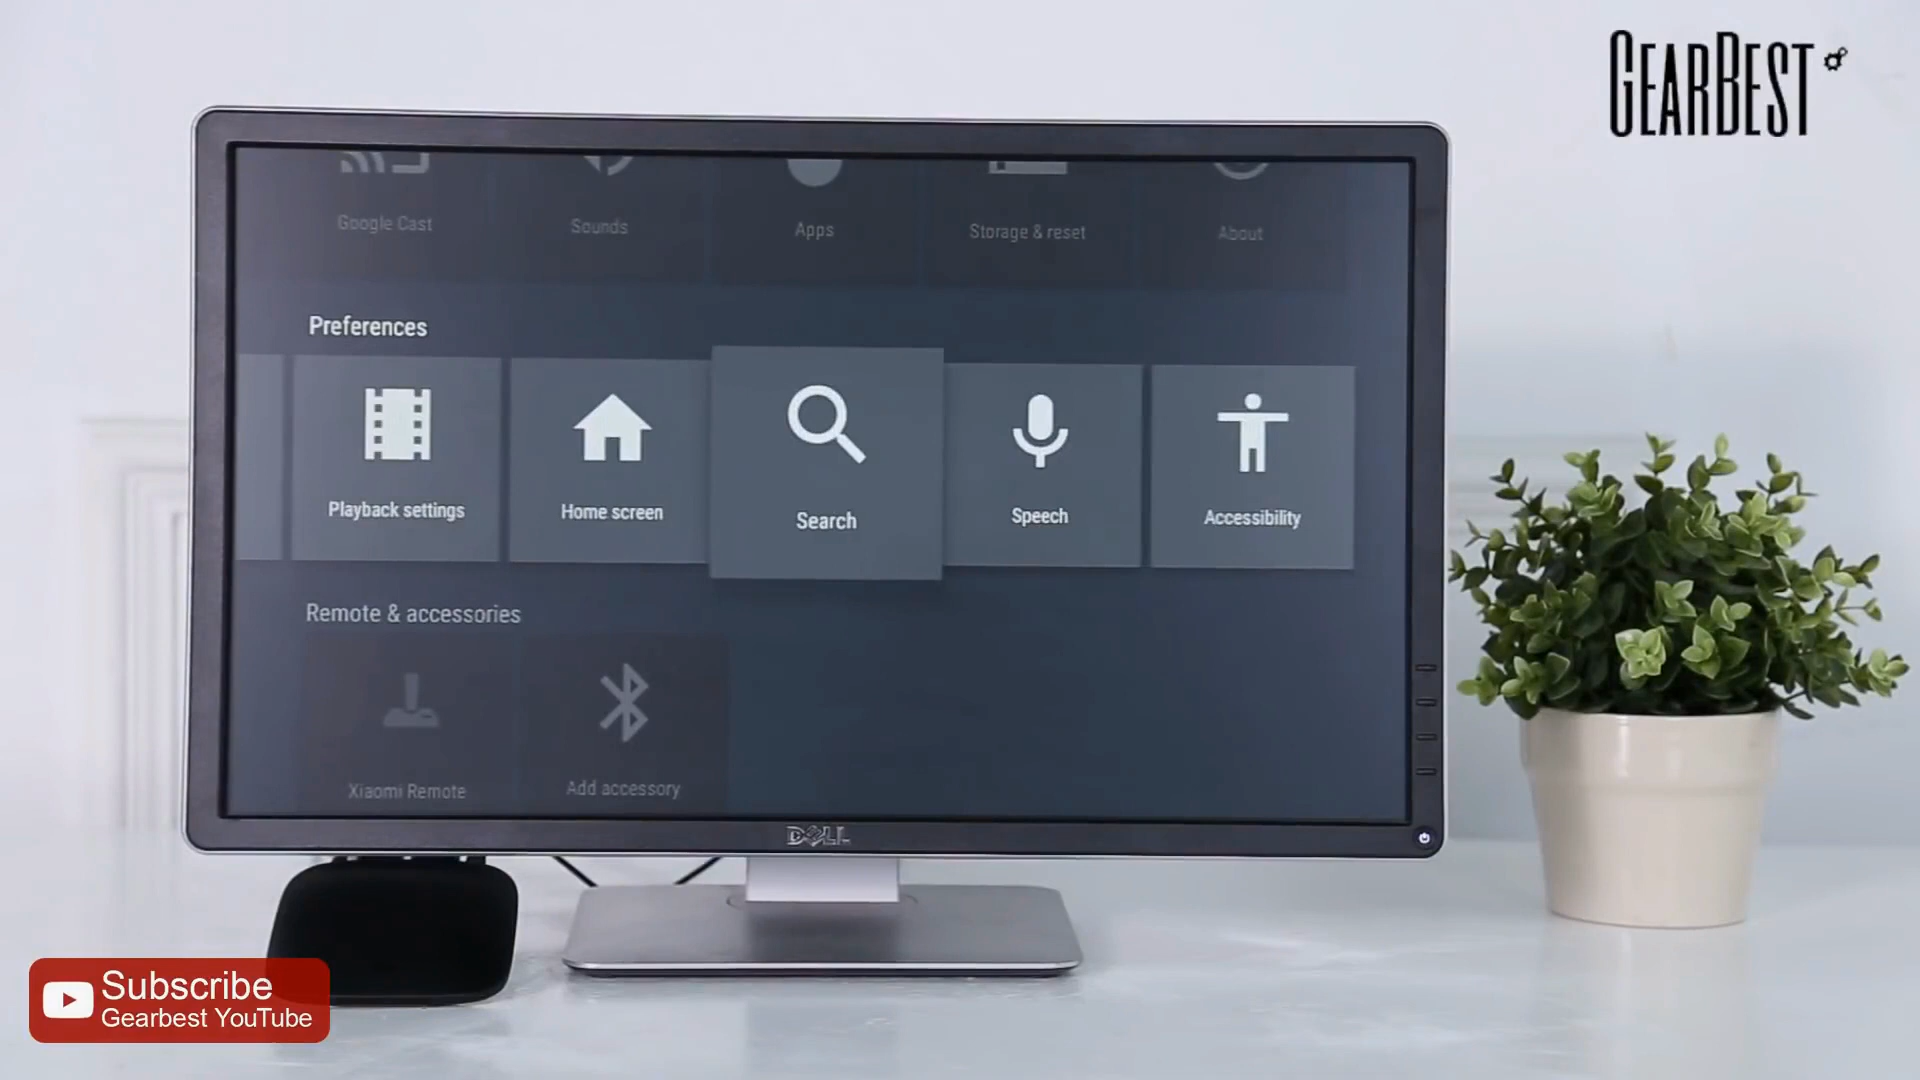 GEARBEST
Google Cast
Sounds
Apps
Storage & reset
About
Preferences
Playback settings
Home screen
Search
Speech
Accessibility
Remote & accessories
Xiaomi Remote
Add accessory
DELL
Subscribe
Gearbest YouTube